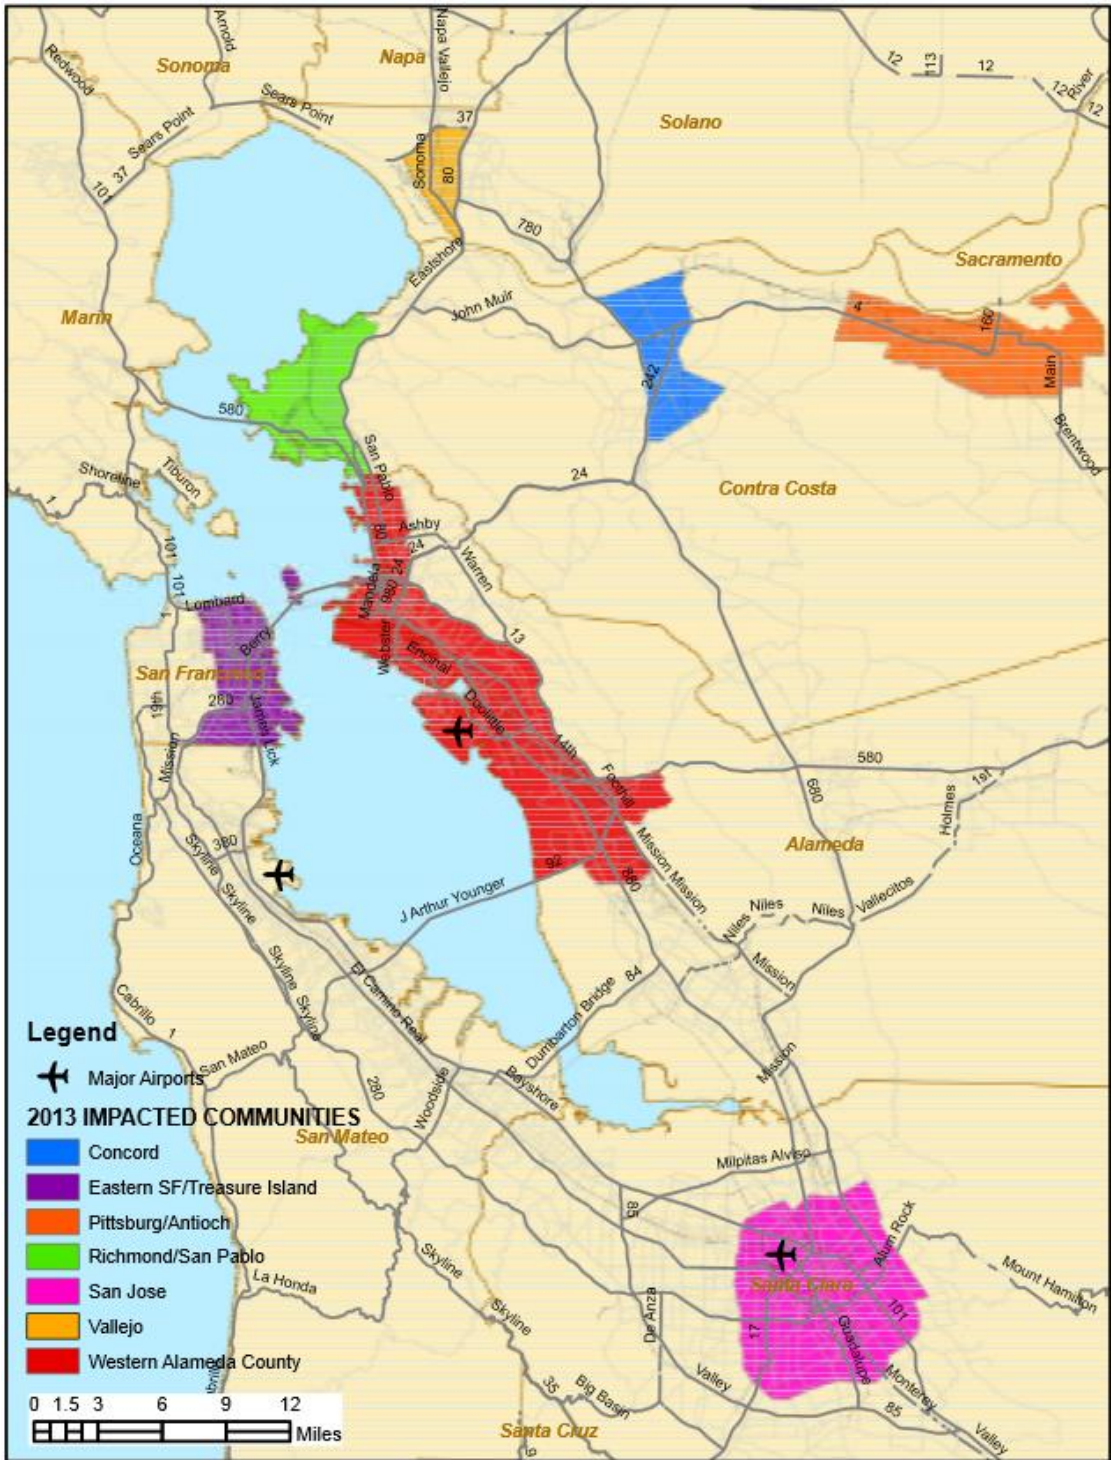 Arnold
Redwood
Sonoma
Napa
Napa Vallejo
12
113
12
12
River
12
Sears Point
Sears Point
37
101
37
Sonoma
80
Solano
780
Eastshore
John Muir
Sacramento
Marin
4
160
Main
Brentwood
242
580
San Pablo
24
Contra Costa
Shoreline
Tiburon
1
80
Ashby
24
24
Warren
101
101
Mandela
980
Lombard
1
Berry
Webster
13
Encinal
San Francisco
19th
280
James Lick
Doolittle
14th
Mission
Foothill
580
1st
680
Holmes
Oceana
380
Alameda
Skyline
Skyline
92
880
Mission Mission
J Arthur Younger
Vallecitos
Niles
Niles
Niles
Mission
Skyline
Skyline
El Camino Real
84
Dumbarton Bridge
Cabrillo
1
Legend
San Mateo
Mission
Major Airports
280
Woodside
Bayshore
2013 IMPACTED COMMUNITIES
San Mateo
Concord
Milpitas Alviso
Eastern SF/Treasure Island
85
Pittsburg/Antioch
Alum Rock
Richmond/San Pablo
Skyline
Mount Hamilton
La Honda
San Jose
Santa Clara
Skyline
De Anza
101
17
Guadalupe
Vallejo
Western Alameda County
Valley
Monterey
35
Big Basin
85
Valley
0 1.5 3 6 9 12
Miles
Santa Cruz
9